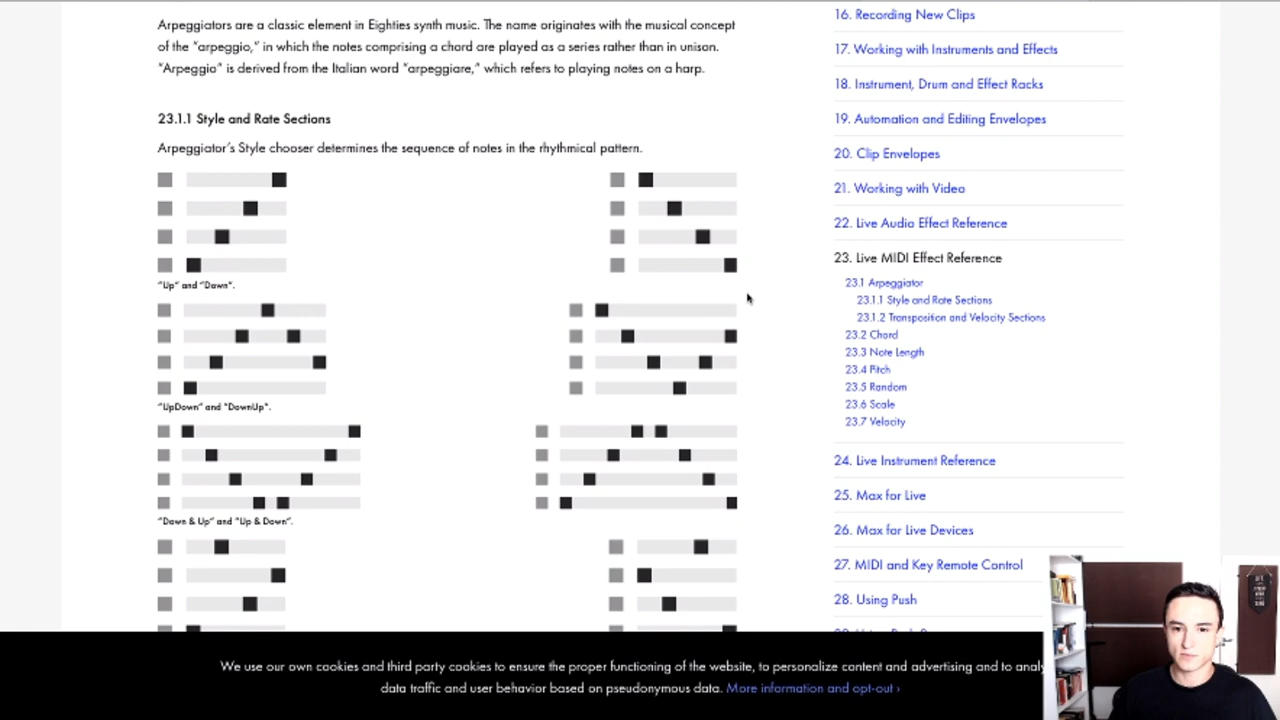 Arpeggiators are a classic element in Eighties synth music. The name originates with the musical concept
of the “arpeggio,” in which the notes comprising a chord are played as a series rather than in unison.
“Arpeggio” is derived from the Italian word “arpeggiare,” which refers to playing notes on a harp.
23.1.1 Style and Rate Sections
Arpeggiator’s Style chooser determines the sequence of notes in the rhythmical pattern.
“Up” and “Down”.
“UpDown” and “DownUp”.
“Down & Up” and “Up & Down”.
16. Recording New Clips
17. Working with Instruments and Effects
18. Instrument, Drum and Effect Racks
19. Automation and Editing Envelopes
20. Clip Envelopes
21. Working with Video
22. Live Audio Effect Reference
23. Live MIDI Effect Reference
23.1 Arpeggiator
23.1.1 Style and Rate Sections
23.1.2 Transposition and Velocity Sections
23.2 Chord
23.3 Note Length
23.4 Pitch
23.5 Random
23.6 Scale
23.7 Velocity
24. Live Instrument Reference
25. Max for Live
26. Max for Live Devices
27. MIDI and Key Remote Control
28. Using Push
We use our own cookies and third party cookies to ensure the proper functioning of the website, to personalize content and advertising and to analy
data traffic and user behavior based on pseudonymous data. More information and opt-out ›